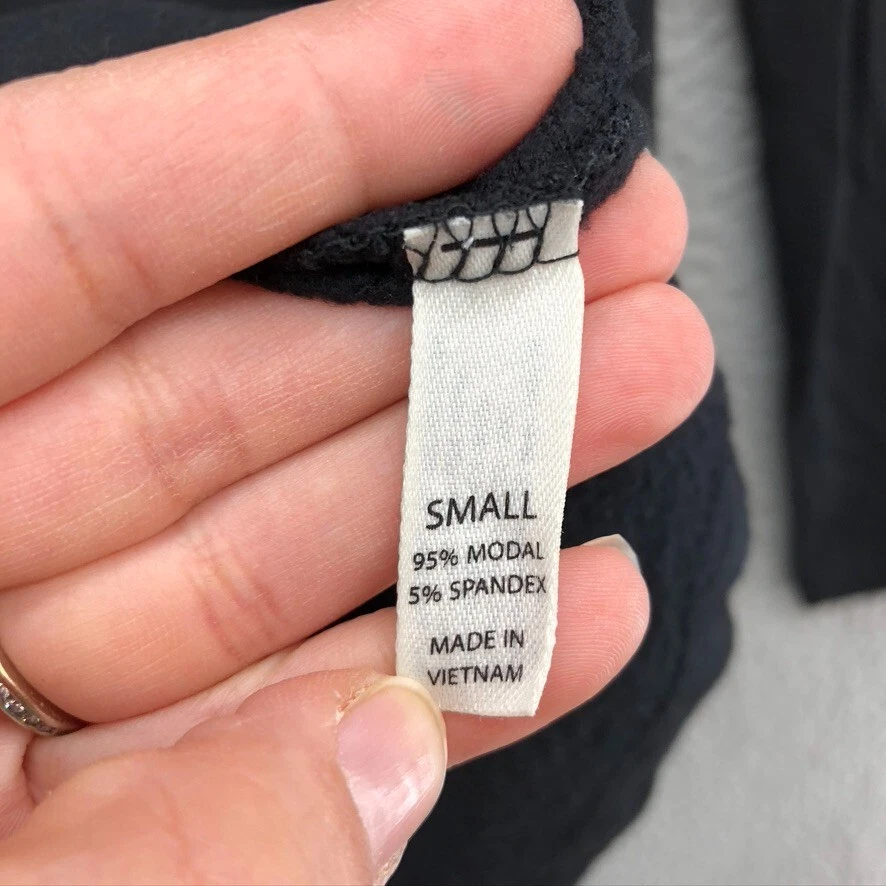 SMALL
95% MODAL
5% SPANDEX
MADE IN
VIETNAM